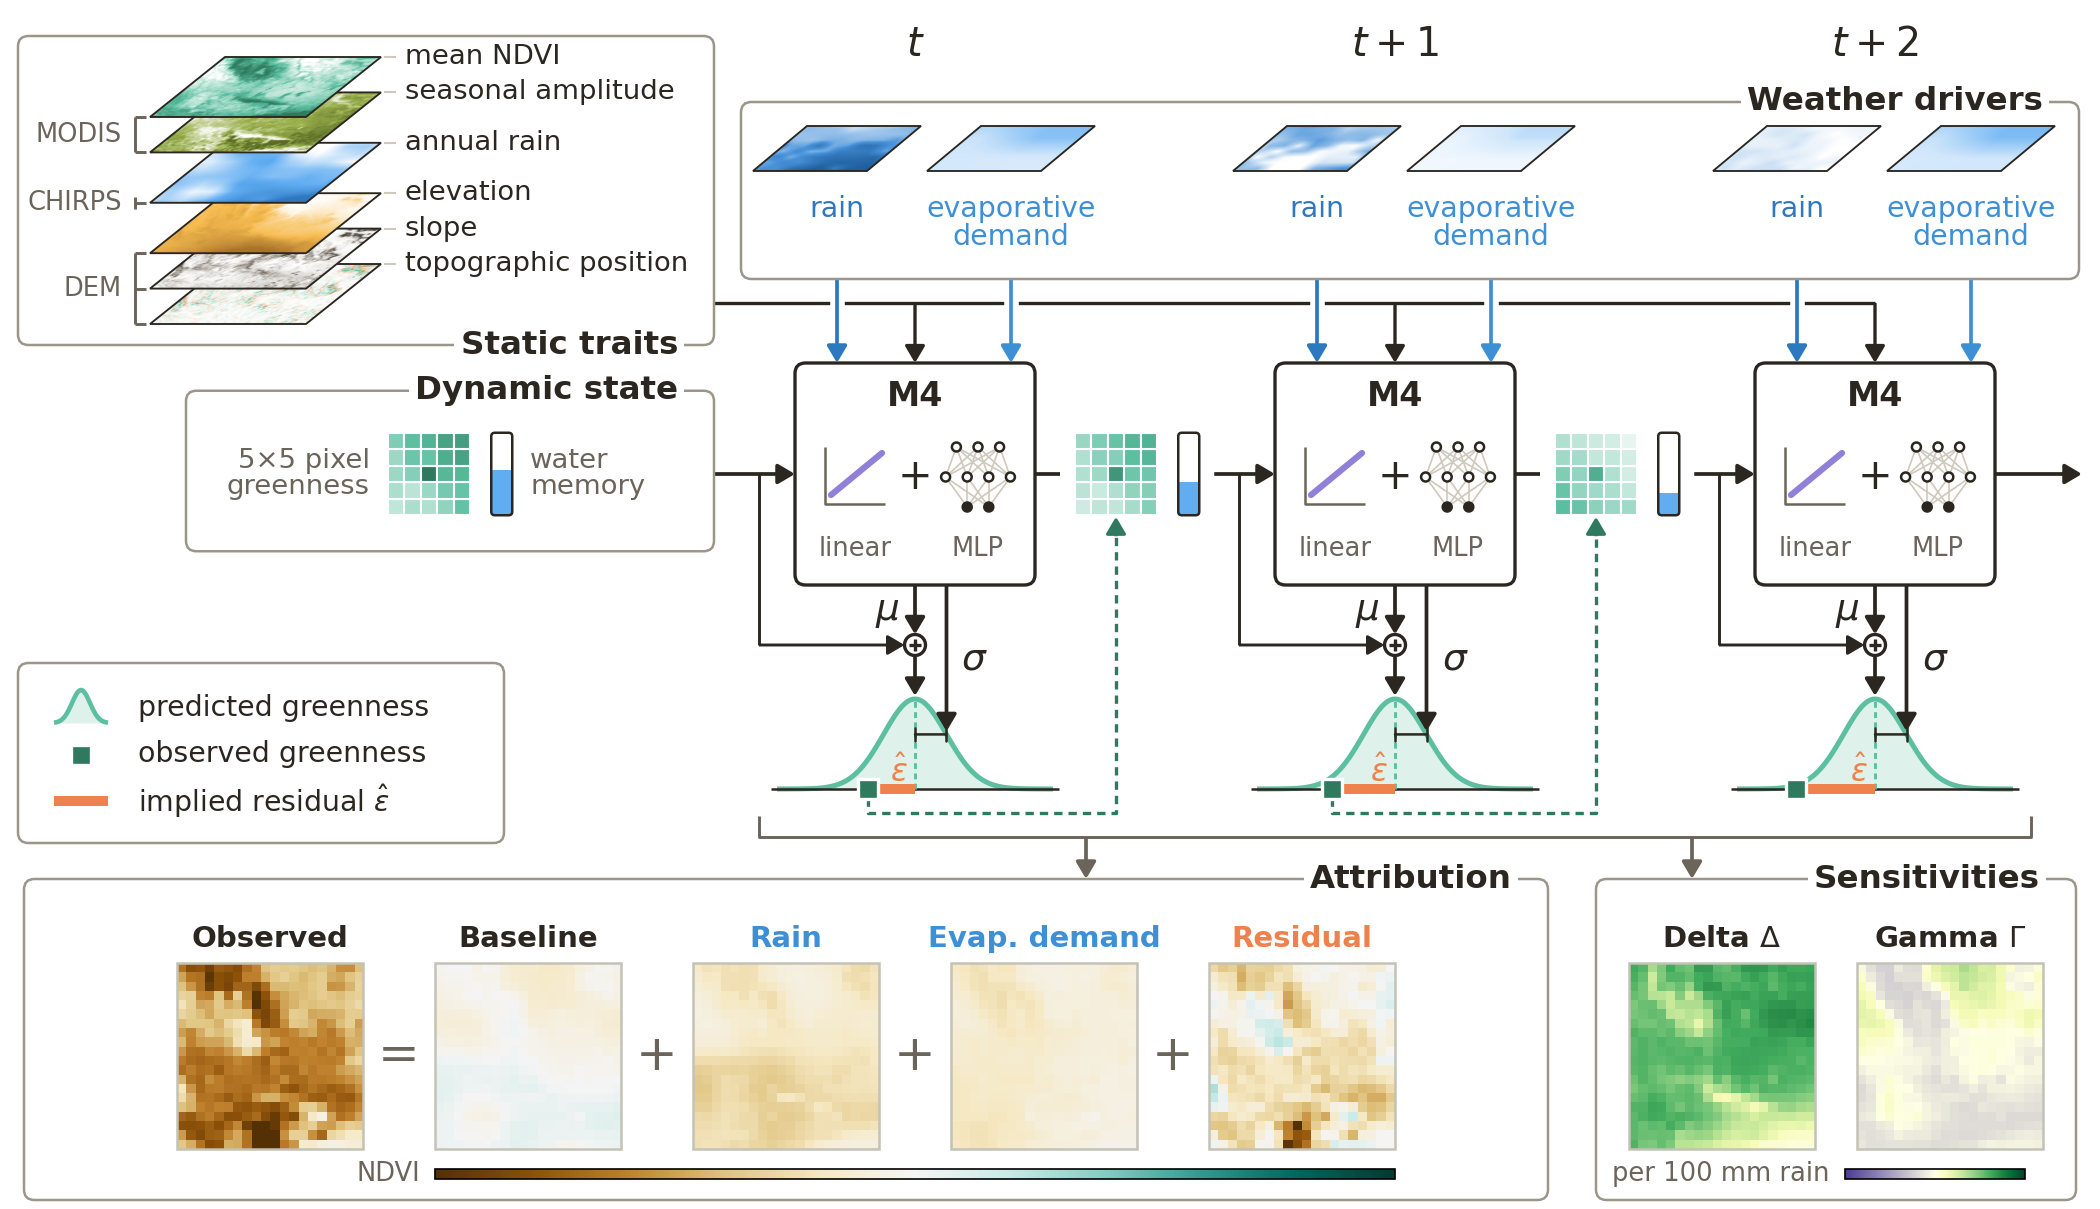 t
t + 1
t + 2
mean NDVI
seasonal amplitude
annual rain
elevation
slope
topographic position
MODIS
CHIRPS
DEM
Static traits
Weather drivers
rain
evaporative
demand
rain
evaporative
demand
rain
evaporative
demand
Dynamic state
5×5 pixel
greenness
water
memory
M4
+
linear
MLP
M4
+
linear
MLP
M4
+
linear
MLP
μ
σ
μ
σ
μ
σ
ε̂
ε̂
ε̂
predicted greenness
observed greenness
implied residual ε̂
Attribution
Observed
Baseline
Rain
Evap. demand
Residual
= + + +
NDVI
Sensitivities
Delta Δ
Gamma Γ
per 100 mm rain